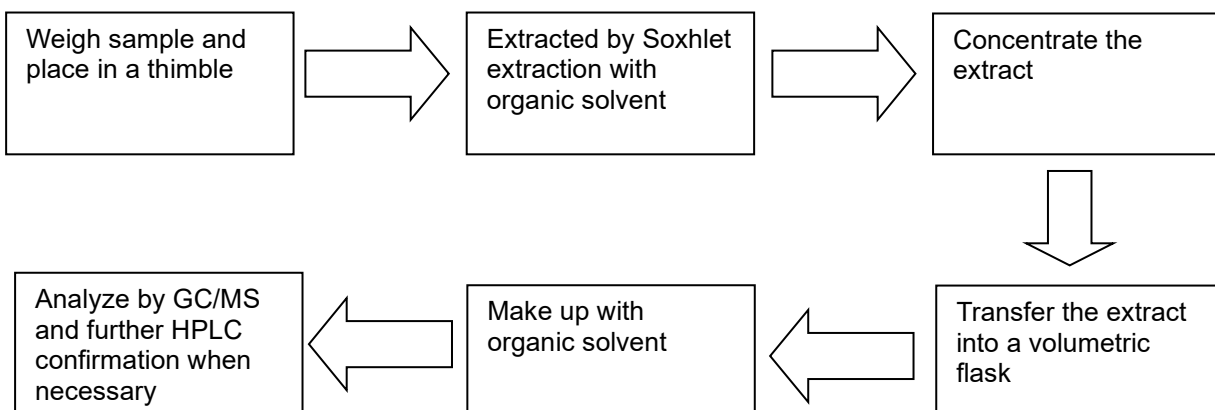 Weigh sample and
place in a thimble
Extracted by Soxhlet
extraction with
organic solvent
Concentrate the
extract
Transfer the extract
into a volumetric
flask
Make up with
organic solvent
Analyze by GC/MS
and further HPLC
confirmation when
necessary